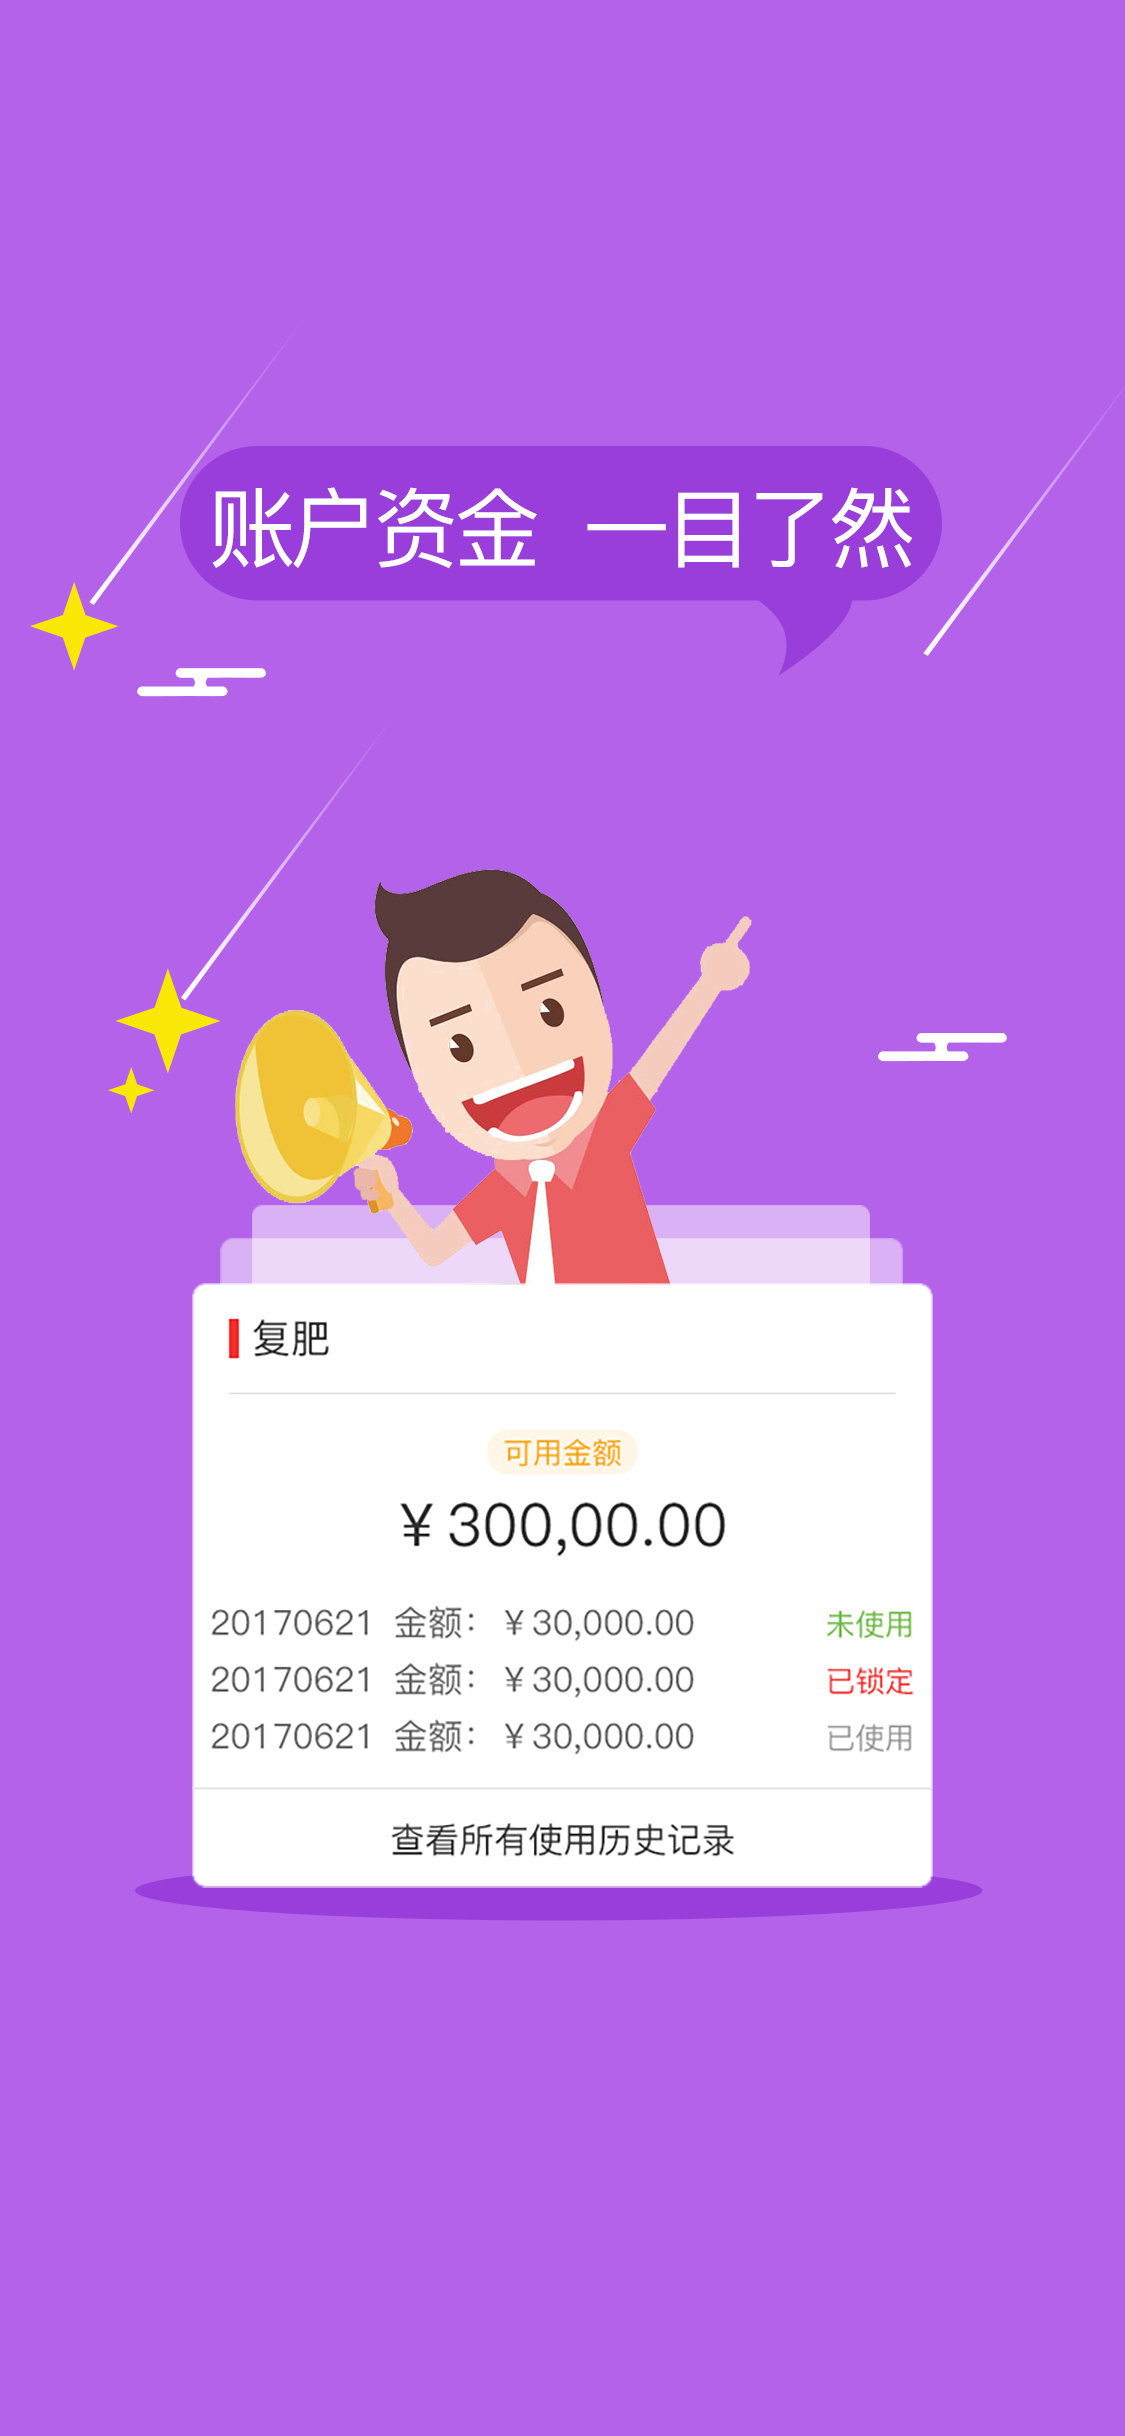 账户资金 一目了然
复肥
可用金额
¥300,00.00
20170621 金额： ¥30,000.00 未使用
20170621 金额： ¥30,000.00 已锁定
20170621 金额： ¥30,000.00 已使用
查看所有使用历史记录